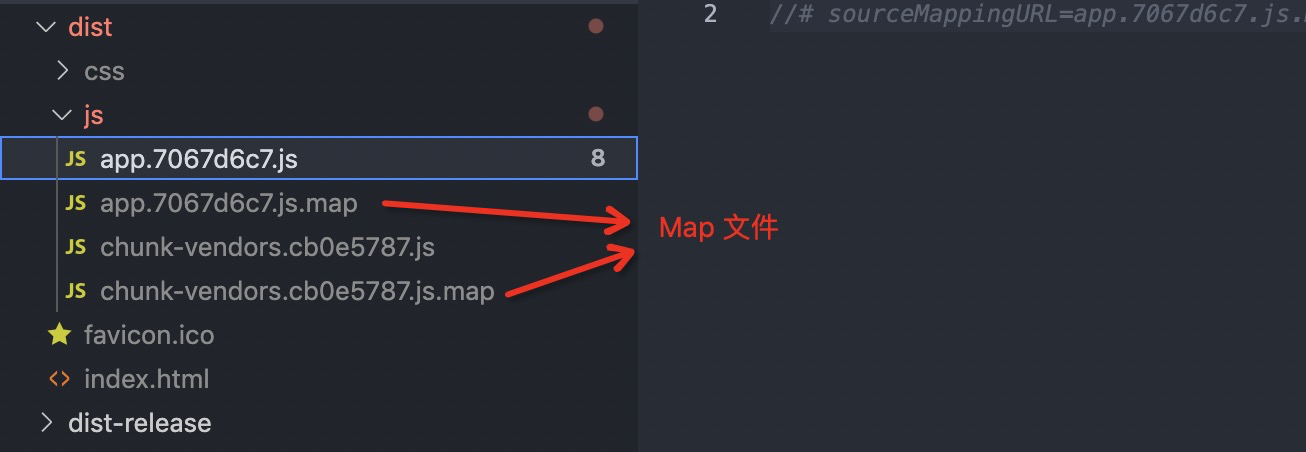 dist
css
js
JS app.7067d6c7.js 8
JS app.7067d6c7.js.map
JS chunk-vendors.cb0e5787.js
JS chunk-vendors.cb0e5787.js.map
favicon.ico
index.html
dist-release
2 //# sourceMappingURL=app.7067d6c7.js.
Map 文件